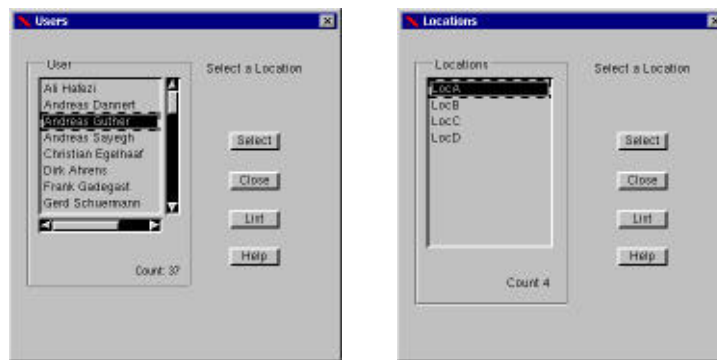 Users
User
Select a Location
Ali Hafezi
Andreas Dannert
Andreas Guther
Andreas Sayegh
Christian Egelhaaf
Dirk Ahrens
Frank Gadegast
Gerd Schuermann
Select
Close
List
Help
Count: 37
Locations
Locations
Select a Location
LocA
LocB
LocC
LocD
Select
Close
List
Help
Count 4